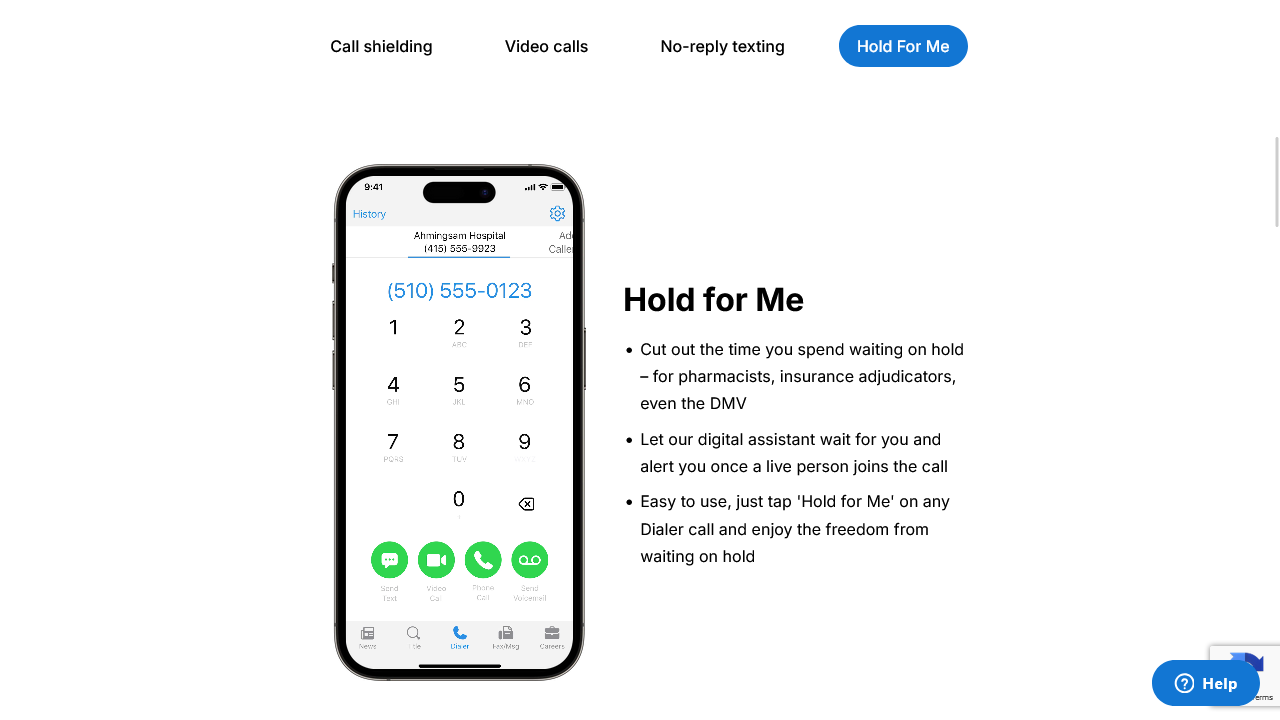 Call shielding
Video calls
No-reply texting
Hold For Me
9:41
History
Ahmingsam Hospital
(415) 555-9923
(510) 555-0123
1
2
3
ABC
DEF
4
5
6
GHI
JKL
MNO
7
8
9
PQRS
TUV
0
Send
Text
Video
Call
Phone
Call
Send
Voicemail
News
Title
Dialer
Fax/Msg
Careers
Hold for Me
• Cut out the time you spend waiting on hold
– for pharmacists, insurance adjudicators,
even the DMV
• Let our digital assistant wait for you and
alert you once a live person joins the call
• Easy to use, just tap 'Hold for Me' on any
Dialer call and enjoy the freedom from
waiting on hold
Help